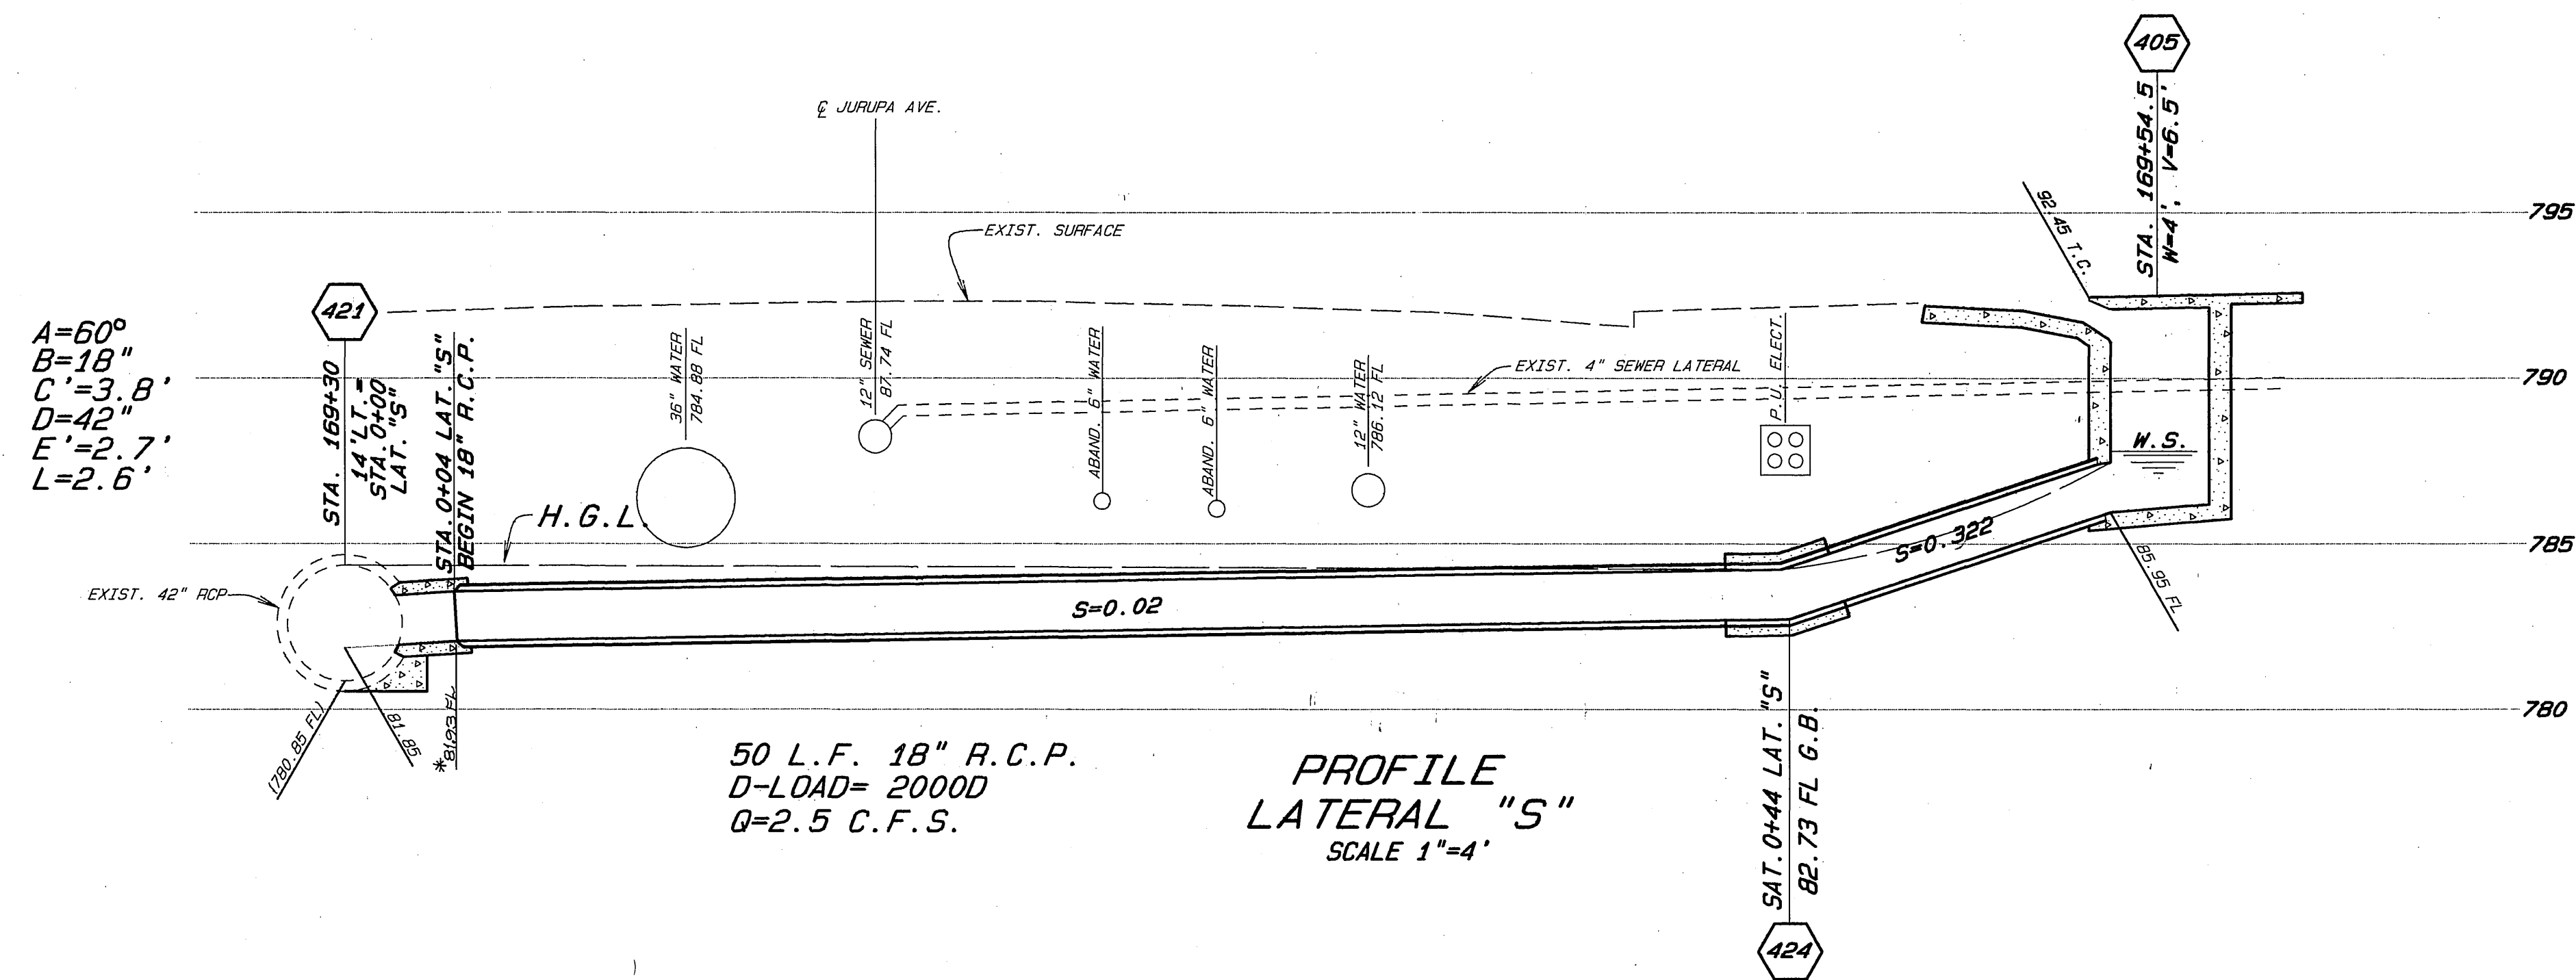 405
STA. 169+54.5
W=4', V=6.5'
℄ JURUPA AVE.
92.45 T.C.
795
EXIST. SURFACE
421
A=60°
B=18"
C'=3.8'
D=42"
E'=2.7'
L=2.6'
STA. 169+30
14'LT.=
STA. 0+00
LAT. "S"
STA. 0+04 LAT. "S"
BEGIN 18" R.C.P.
36" WATER
784.88 FL
12" SEWER
87.74 FL
ABAND. 6" WATER
ABAND. 6" WATER
12" WATER
786.12 FL
EXIST. 4" SEWER LATERAL
P.U. ELECT.
790
W.S.
H.G.L.
785
S=0.322
85.95 FL
EXIST. 42" RCP
S=0.02
(780.85 FL)
81.85
*81.93 FL
780
50 L.F. 18" R.C.P.
D-LOAD= 2000D
Q=2.5 C.F.S.
PROFILE
LATERAL "S"
SCALE 1"=4'
SAT. 0+44 LAT. "S"
82.73 FL G.B.
424